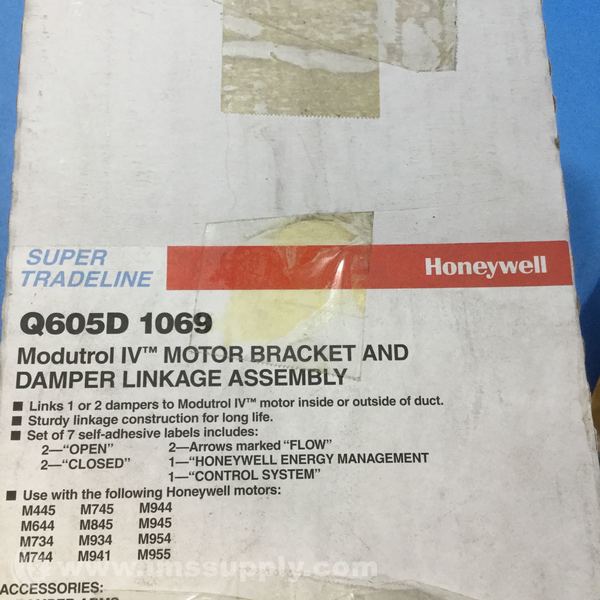 SUPER
TRADELINE
Honeywell
Q605D 1069
Modutrol IV™ MOTOR BRACKET AND
DAMPER LINKAGE ASSEMBLY
■ Links 1 or 2 dampers to Modutrol IV™ motor inside or outside of duct.
■ Sturdy linkage construction for long life.
■ Set of 7 self-adhesive labels includes:
2—“OPEN” 2—Arrows marked “FLOW”
2—“CLOSED” 1—“HONEYWELL ENERGY MANAGEMENT
1—“CONTROL SYSTEM”
■ Use with the following Honeywell motors:
M445 M745 M944
M644 M845 M945
M734 M934 M954
M744 M941 M955
www.imssupply.com
ACCESSORIES:
DAMPER ARMS